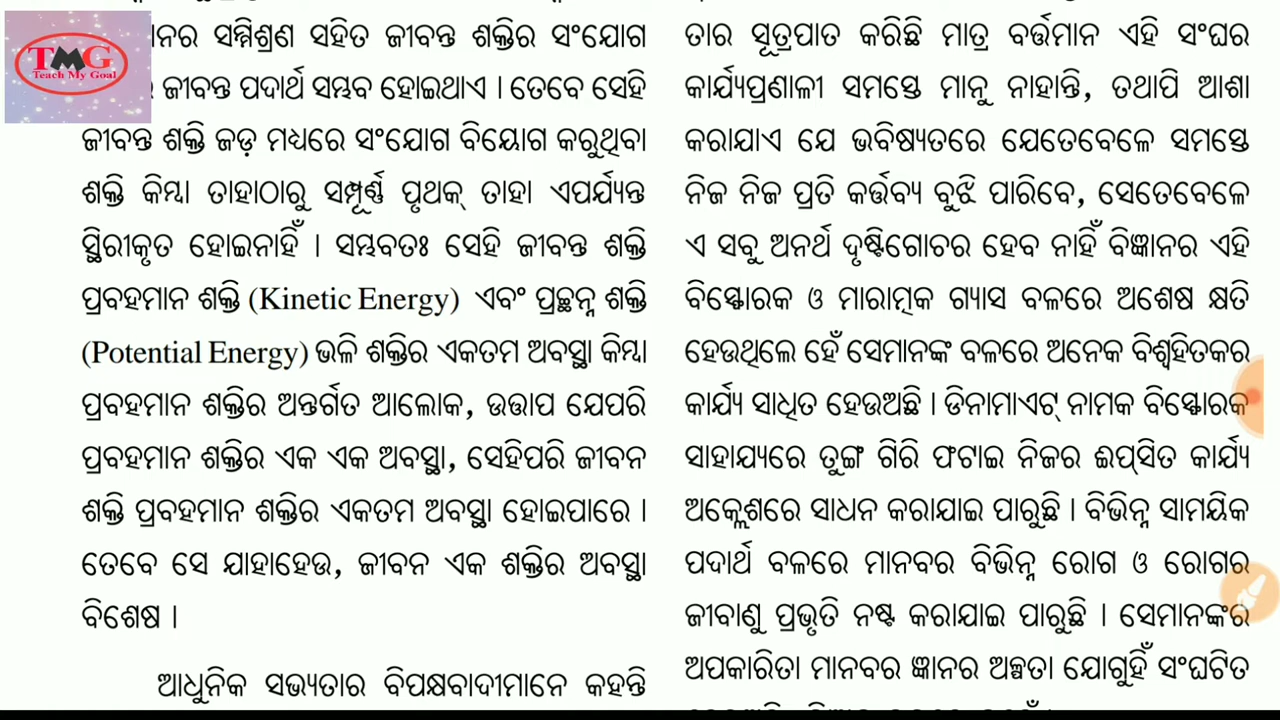 TMG
Teach My Goal
ନର ସମ୍ମିଶ୍ରଣ ସହିତ ଜୀବନ୍ତ ଶକ୍ତିର ସଂଯୋଗ
ଜୀବନ୍ତ ପଦାର୍ଥ ସମ୍ଭବ ହୋଇଥାଏ । ତେବେ ସେହି
ଜୀବନ୍ତ ଶକ୍ତି ଜଡ଼ ମଧ୍ୟରେ ସଂଯୋଗ ବିୟୋଗ କରୁଥିବା
ଶକ୍ତି କିମ୍ବା ତାହାଠାରୁ ସମ୍ପୂର୍ଣ୍ଣ ପୃଥକ୍ ତାହା ଏପର୍ଯ୍ୟନ୍ତ
ସ୍ଥିରୀକୃତ ହୋଇନାହିଁ । ସମ୍ଭବତଃ ସେହି ଜୀବନ୍ତ ଶକ୍ତି
ପ୍ରବହମାନ ଶକ୍ତି (Kinetic Energy) ଏବଂ ପ୍ରଚ୍ଛନ୍ନ ଶକ୍ତି
(Potential Energy) ଭଳି ଶକ୍ତିର ଏକତମ ଅବସ୍ଥା କିମ୍ବା
ପ୍ରବହମାନ ଶକ୍ତିର ଅନ୍ତର୍ଗତ ଆଲୋକ, ଉତ୍ତାପ ଯେପରି
ପ୍ରବହମାନ ଶକ୍ତିର ଏକ ଏକ ଅବସ୍ଥା, ସେହିପରି ଜୀବନ
ଶକ୍ତି ପ୍ରବହମାନ ଶକ୍ତିର ଏକତମ ଅବସ୍ଥା ହୋଇପାରେ ।
ତେବେ ସେ ଯାହାହେଉ, ଜୀବନ ଏକ ଶକ୍ତିର ଅବସ୍ଥା
ବିଶେଷ ।
ଆଧୁନିକ ସଭ୍ୟତାର ବିପକ୍ଷବାଦୀମାନେ କହନ୍ତି
ତାର ସୂତ୍ରପାତ କରିଛି ମାତ୍ର ବର୍ତ୍ତମାନ ଏହି ସଂଘର
କାର୍ଯ୍ୟପ୍ରଣାଳୀ ସମସ୍ତେ ମାନୁ ନାହାନ୍ତି, ତଥାପି ଆଶା
କରାଯାଏ ଯେ ଭବିଷ୍ୟତରେ ଯେତେବେଳେ ସମସ୍ତେ
ନିଜ ନିଜ ପ୍ରତି କର୍ତ୍ତବ୍ୟ ବୁଝି ପାରିବେ, ସେତେବେଳେ
ଏ ସବୁ ଅନର୍ଥ ଦୃଷ୍ଟିଗୋଚର ହେବ ନାହିଁ ବିଜ୍ଞାନର ଏହି
ବିସ୍ଫୋରକ ଓ ମାରାତ୍ମକ ଗ୍ୟାସ ବଳରେ ଅଶେଷ କ୍ଷତି
ହେଉଥିଲେ ହେଁ ସେମାନଙ୍କ ବଳରେ ଅନେକ ବିଶ୍ୱହିତକର
କାର୍ଯ୍ୟ ସାଧିତ ହେଉଅଛି । ଡିନାମାଏଟ୍ ନାମକ ବିସ୍ଫୋରକ
ସାହାଯ୍ୟରେ ତୁଙ୍ଗ ଗିରି ଫଟାଇ ନିଜର ଈପ୍‌ସିତ କାର୍ଯ୍ୟ
ଅକ୍ଲେଶରେ ସାଧନ କରାଯାଇ ପାରୁଛି । ବିଭିନ୍ନ ସାମୟିକ
ପଦାର୍ଥ ବଳରେ ମାନବର ବିଭିନ୍ନ ରୋଗ ଓ ରୋଗର
ଜୀବାଣୁ ପ୍ରଭୃତି ନଷ୍ଟ କରାଯାଇ ପାରୁଛି । ସେମାନଙ୍କର
ଅପକାରିତା ମାନବର ଜ୍ଞାନର ଅଳ୍ପତା ଯୋଗୁହିଁ ସଂଘଟିତ